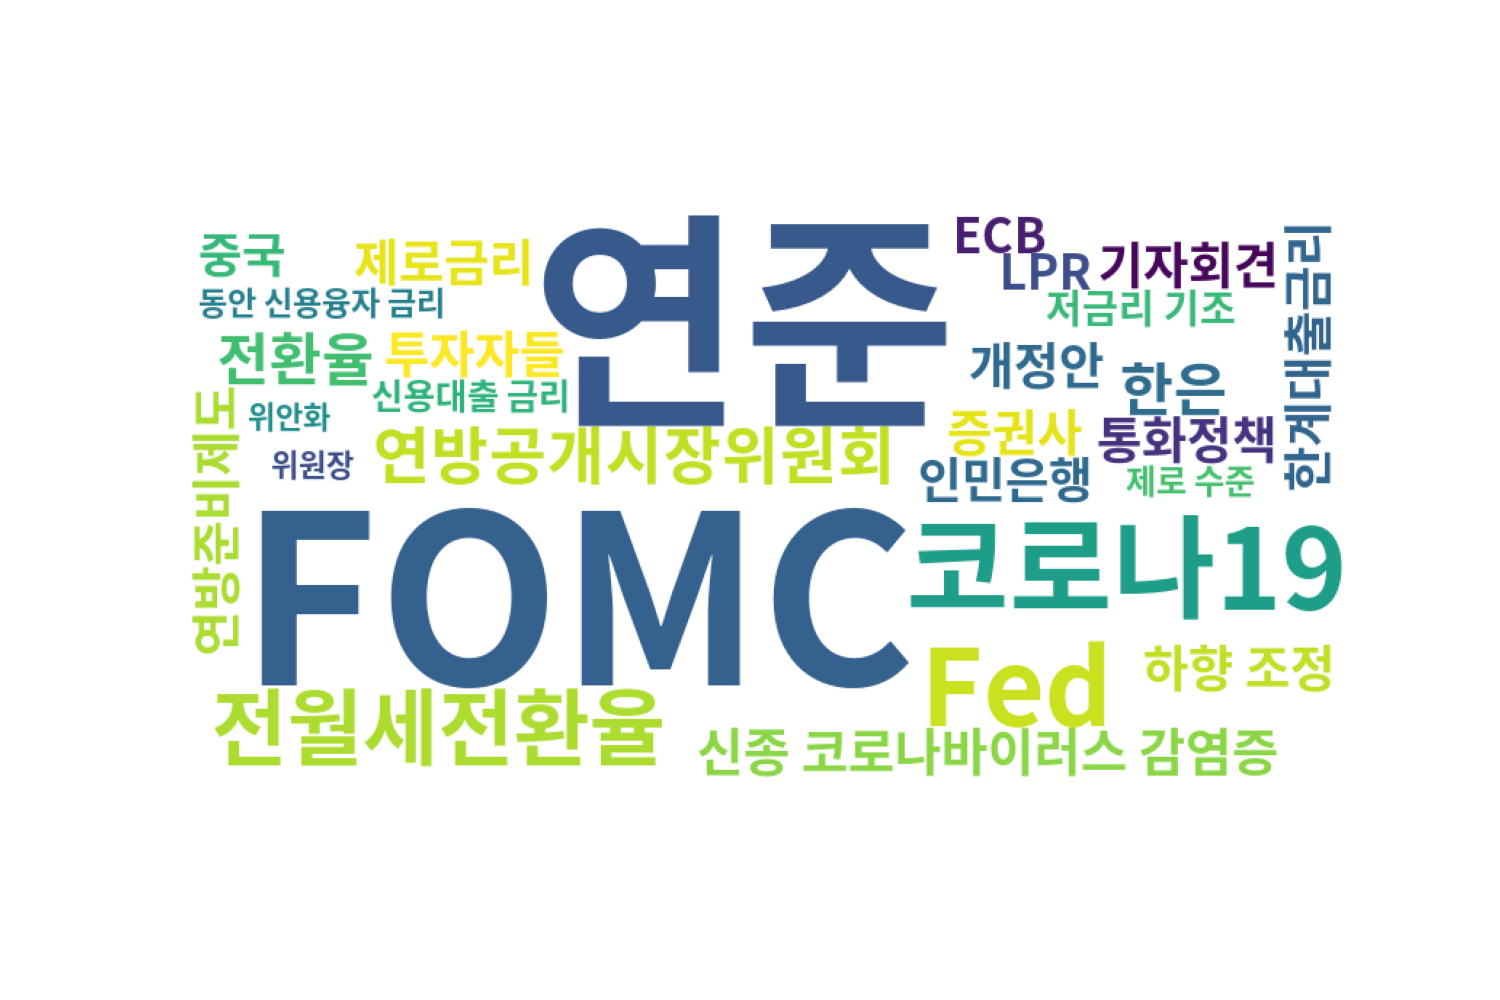 연준
ECB
중국
제로금리
LPR
기자회견
동안 신용융자 금리
저금리 기조
한계대출금리
전환율
투자자들
개정안
한은
신용대출 금리
위안화
증권사
통화정책
연방준비제도
위원장
연방공개시장위원회
인민은행
제로 수준
FOMC
코로나19
Fed
하향 조정
전월세전환율
신종 코로나바이러스 감염증